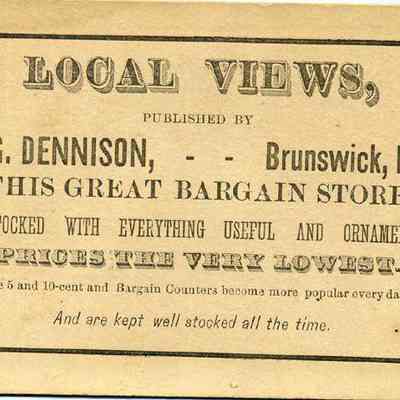 LOCAL VIEWS,
PUBLISHED BY
G. DENNISON, - - Brunswick,
THIS GREAT BARGAIN STORE
STOCKED WITH EVERYTHING USEFUL AND ORNAME
PRICES THE VERY LOWEST-
5 and 10-cent and Bargain Counters become more popular every da
And are kept well stocked all the time.